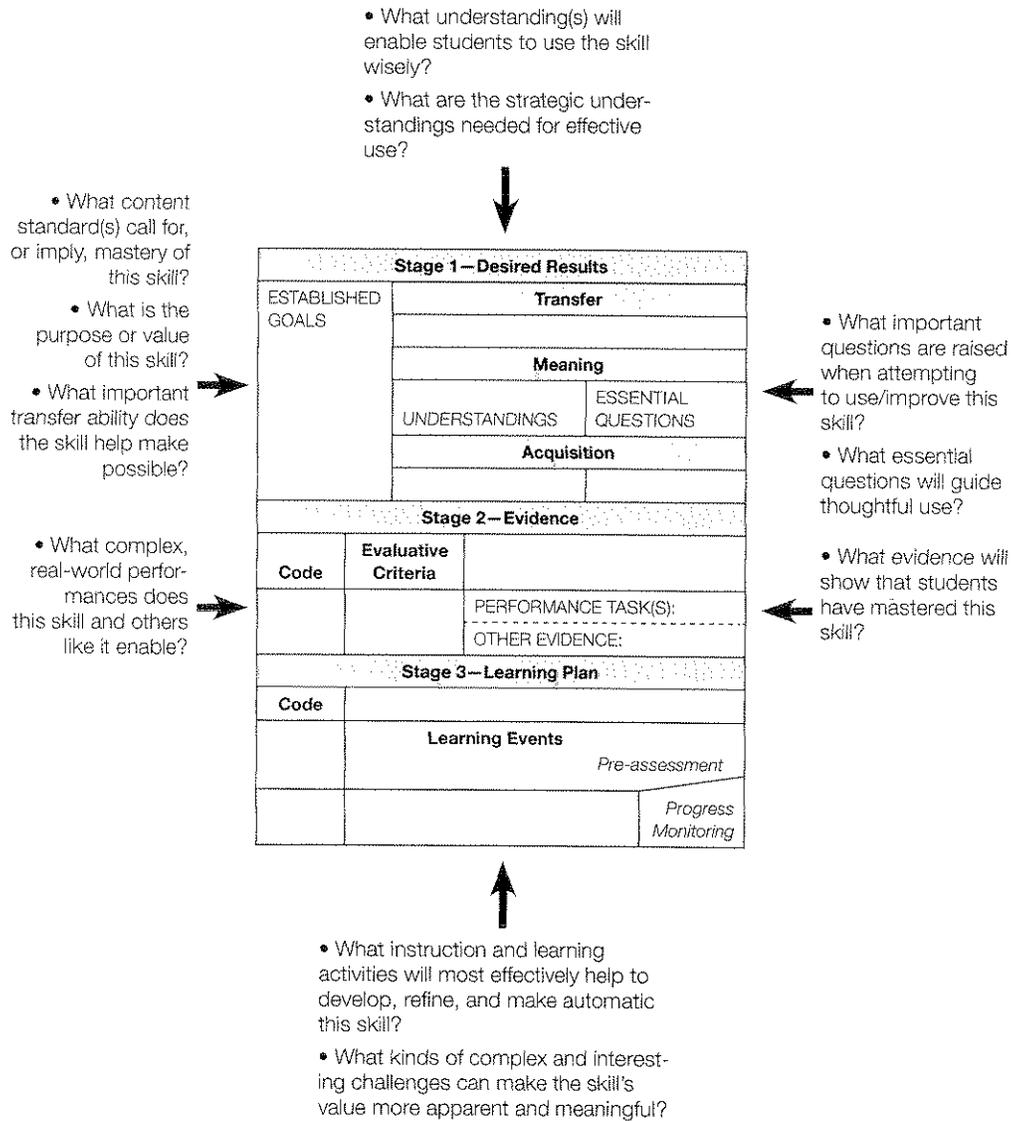 • What understanding(s) will
enable students to use the skill
wisely?
• What are the strategic under-
standings needed for effective
use?
• What content
standard(s) call for,
or imply, mastery of
this skill?
• What is the
purpose or value
of this skill?
• What important
transfer ability does
the skill help make
possible?
Stage 1—Desired Results
ESTABLISHED
GOALS
Transfer
Meaning
UNDERSTANDINGS
ESSENTIAL
QUESTIONS
Acquisition
• What important
questions are raised
when attempting
to use/improve this
skill?
• What essential
questions will guide
thoughtful use?
• What complex,
real-world perfor-
mances does
this skill and others
like it enable?
Stage 2—Evidence
Code
Evaluative
Criteria
PERFORMANCE TASK(S):
OTHER EVIDENCE:
• What evidence will
show that students
have mastered this
skill?
Stage 3—Learning Plan
Code
Learning Events
Pre-assessment
Progress
Monitoring
• What instruction and learning
activities will most effectively help to
develop, refine, and make automatic
this skill?
• What kinds of complex and interest-
ing challenges can make the skill's
value more apparent and meaningful?